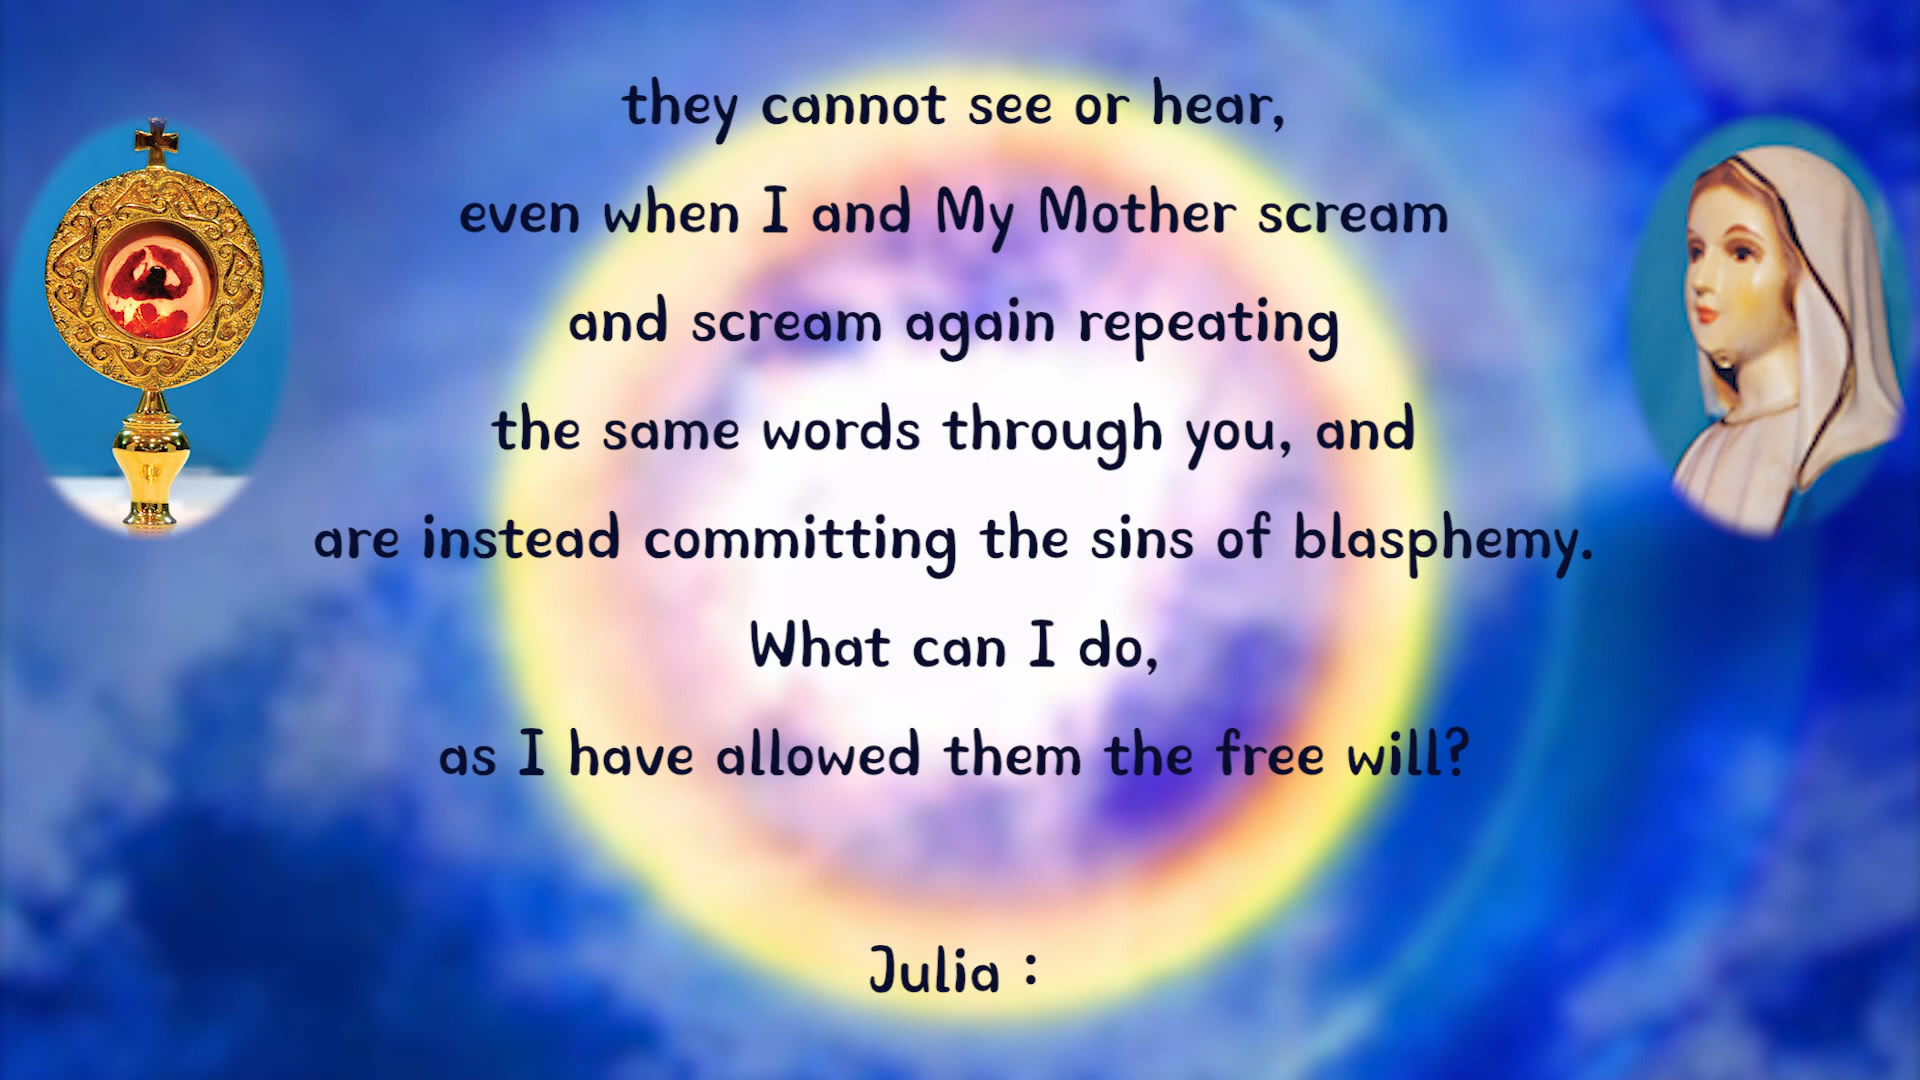 they cannot see or hear,
even when I and My Mother scream
and scream again repeating
the same words through you, and
are instead committing the sins of blasphemy.
What can I do,
as I have allowed them the free will?
Julia :